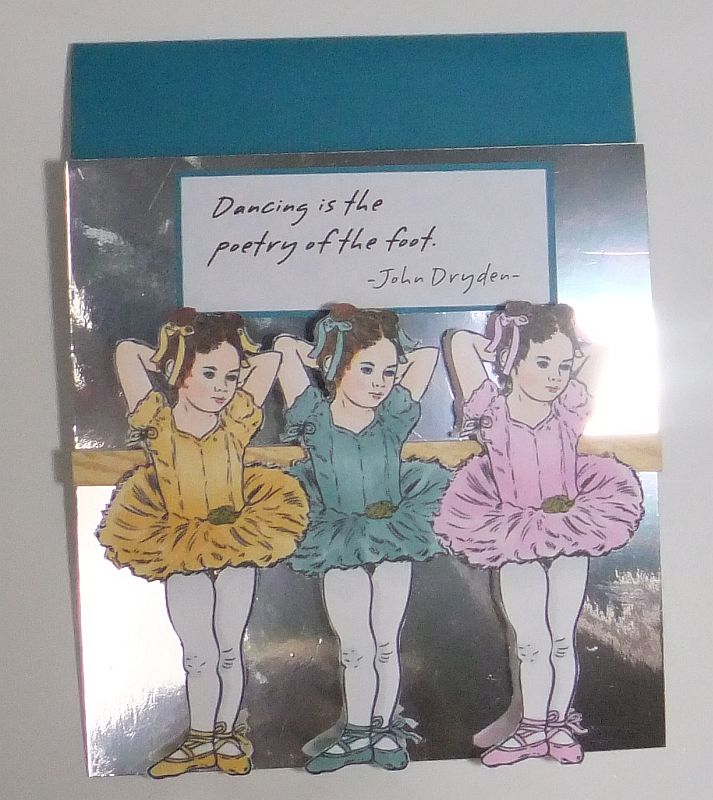 Dancing is the
poetry of the foot.
-John Dryden-